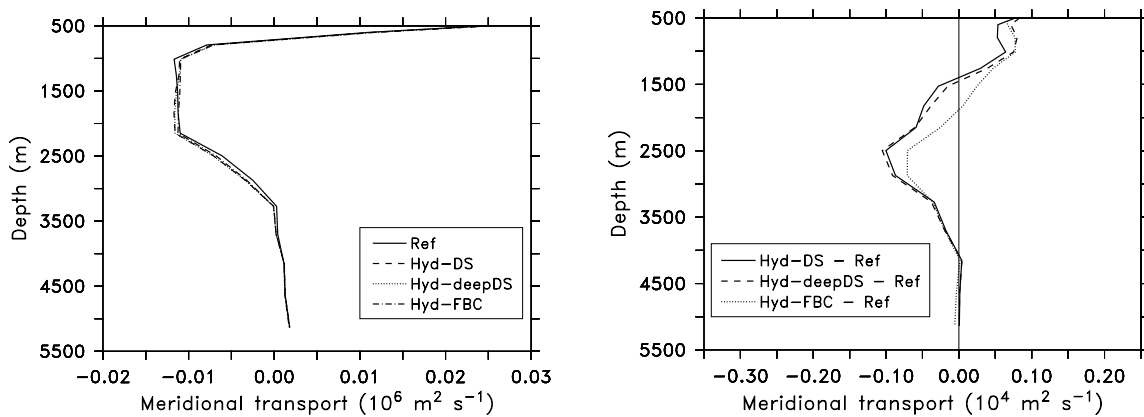 500
1500
2500
3500
4500
5500
Depth (m)
Ref
Hyd-DS
Hyd-deepDS
Hyd-FBC
-0.02
-0.01
0.00
0.01
0.02
0.03
Meridional transport (10⁶ m² s⁻¹)
500
1500
2500
3500
4500
5500
Depth (m)
Hyd-DS - Ref
Hyd-deepDS - Ref
Hyd-FBC - Ref
-0.30
-0.20
-0.10
0.00
0.10
0.20
Meridional transport (10⁴ m² s⁻¹)